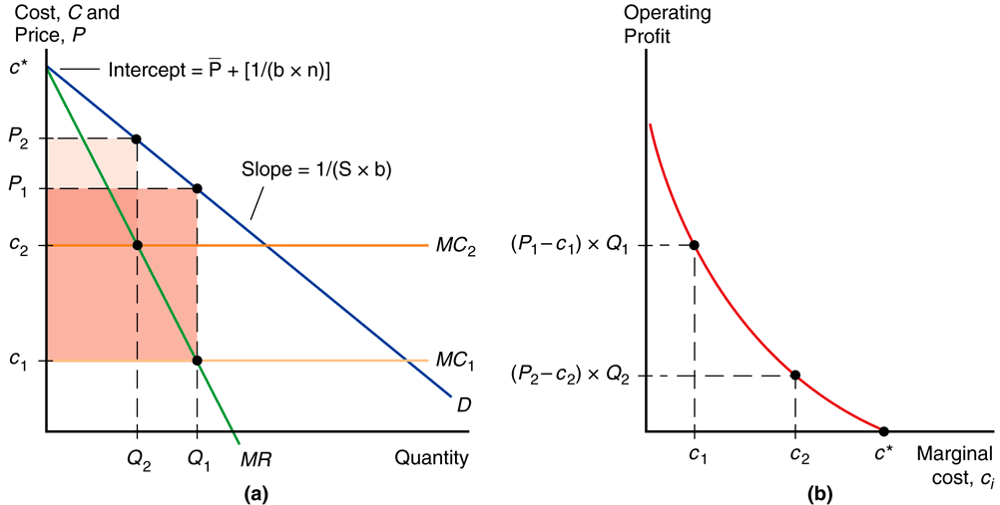 Cost, C and
Price, P
c*
Intercept = P̅ + [1/(b × n)]
P₂
Slope = 1/(S × b)
P₁
c₂
MC₂
c₁
MC₁
D
Q₂
Q₁
MR
Quantity
(a)
Operating
Profit
(P₁–c₁) × Q₁
(P₂–c₂) × Q₂
c₁
c₂
c*
Marginal
cost, cᵢ
(b)